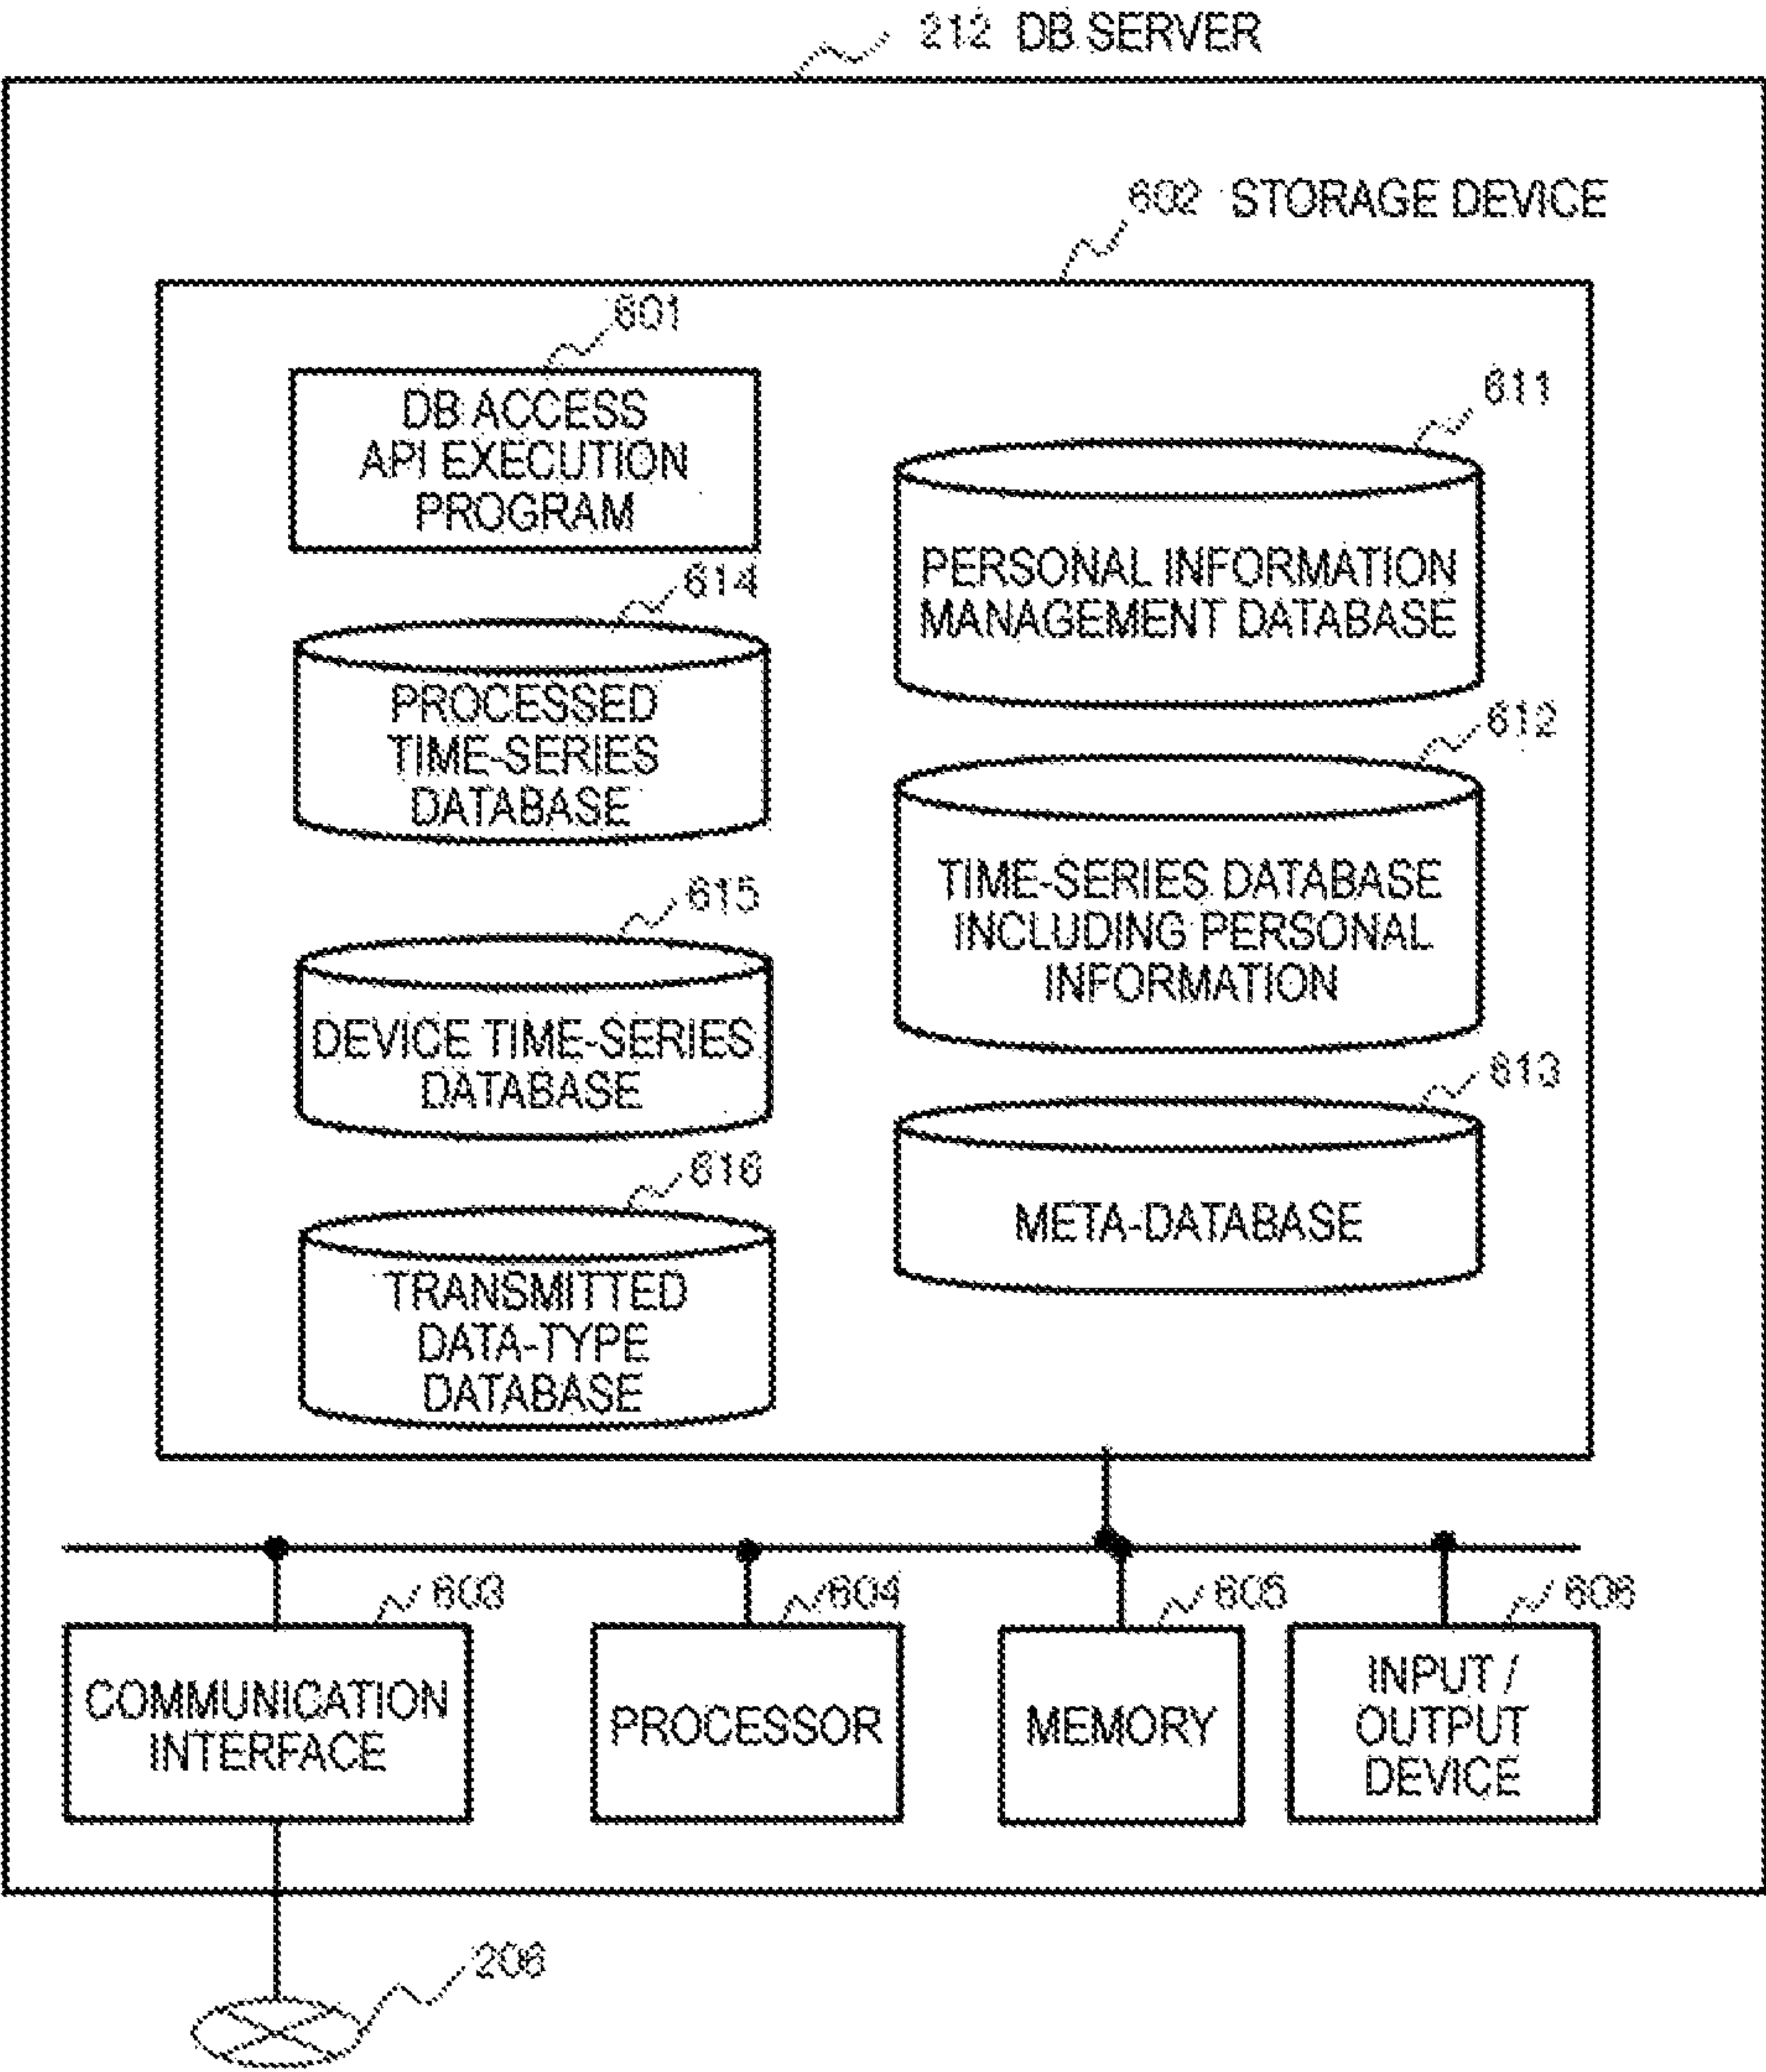 212 DB SERVER
602 STORAGE DEVICE
601
DB ACCESS
API EXECUTION
PROGRAM
611
PERSONAL INFORMATION
MANAGEMENT DATABASE
614
PROCESSED
TIME-SERIES
DATABASE
612
TIME-SERIES DATABASE
INCLUDING PERSONAL
INFORMATION
615
DEVICE TIME-SERIES
DATABASE
613
META-DATABASE
616
TRANSMITTED
DATA-TYPE
DATABASE
603
COMMUNICATION
INTERFACE
604
PROCESSOR
605
MEMORY
606
INPUT /
OUTPUT
DEVICE
206